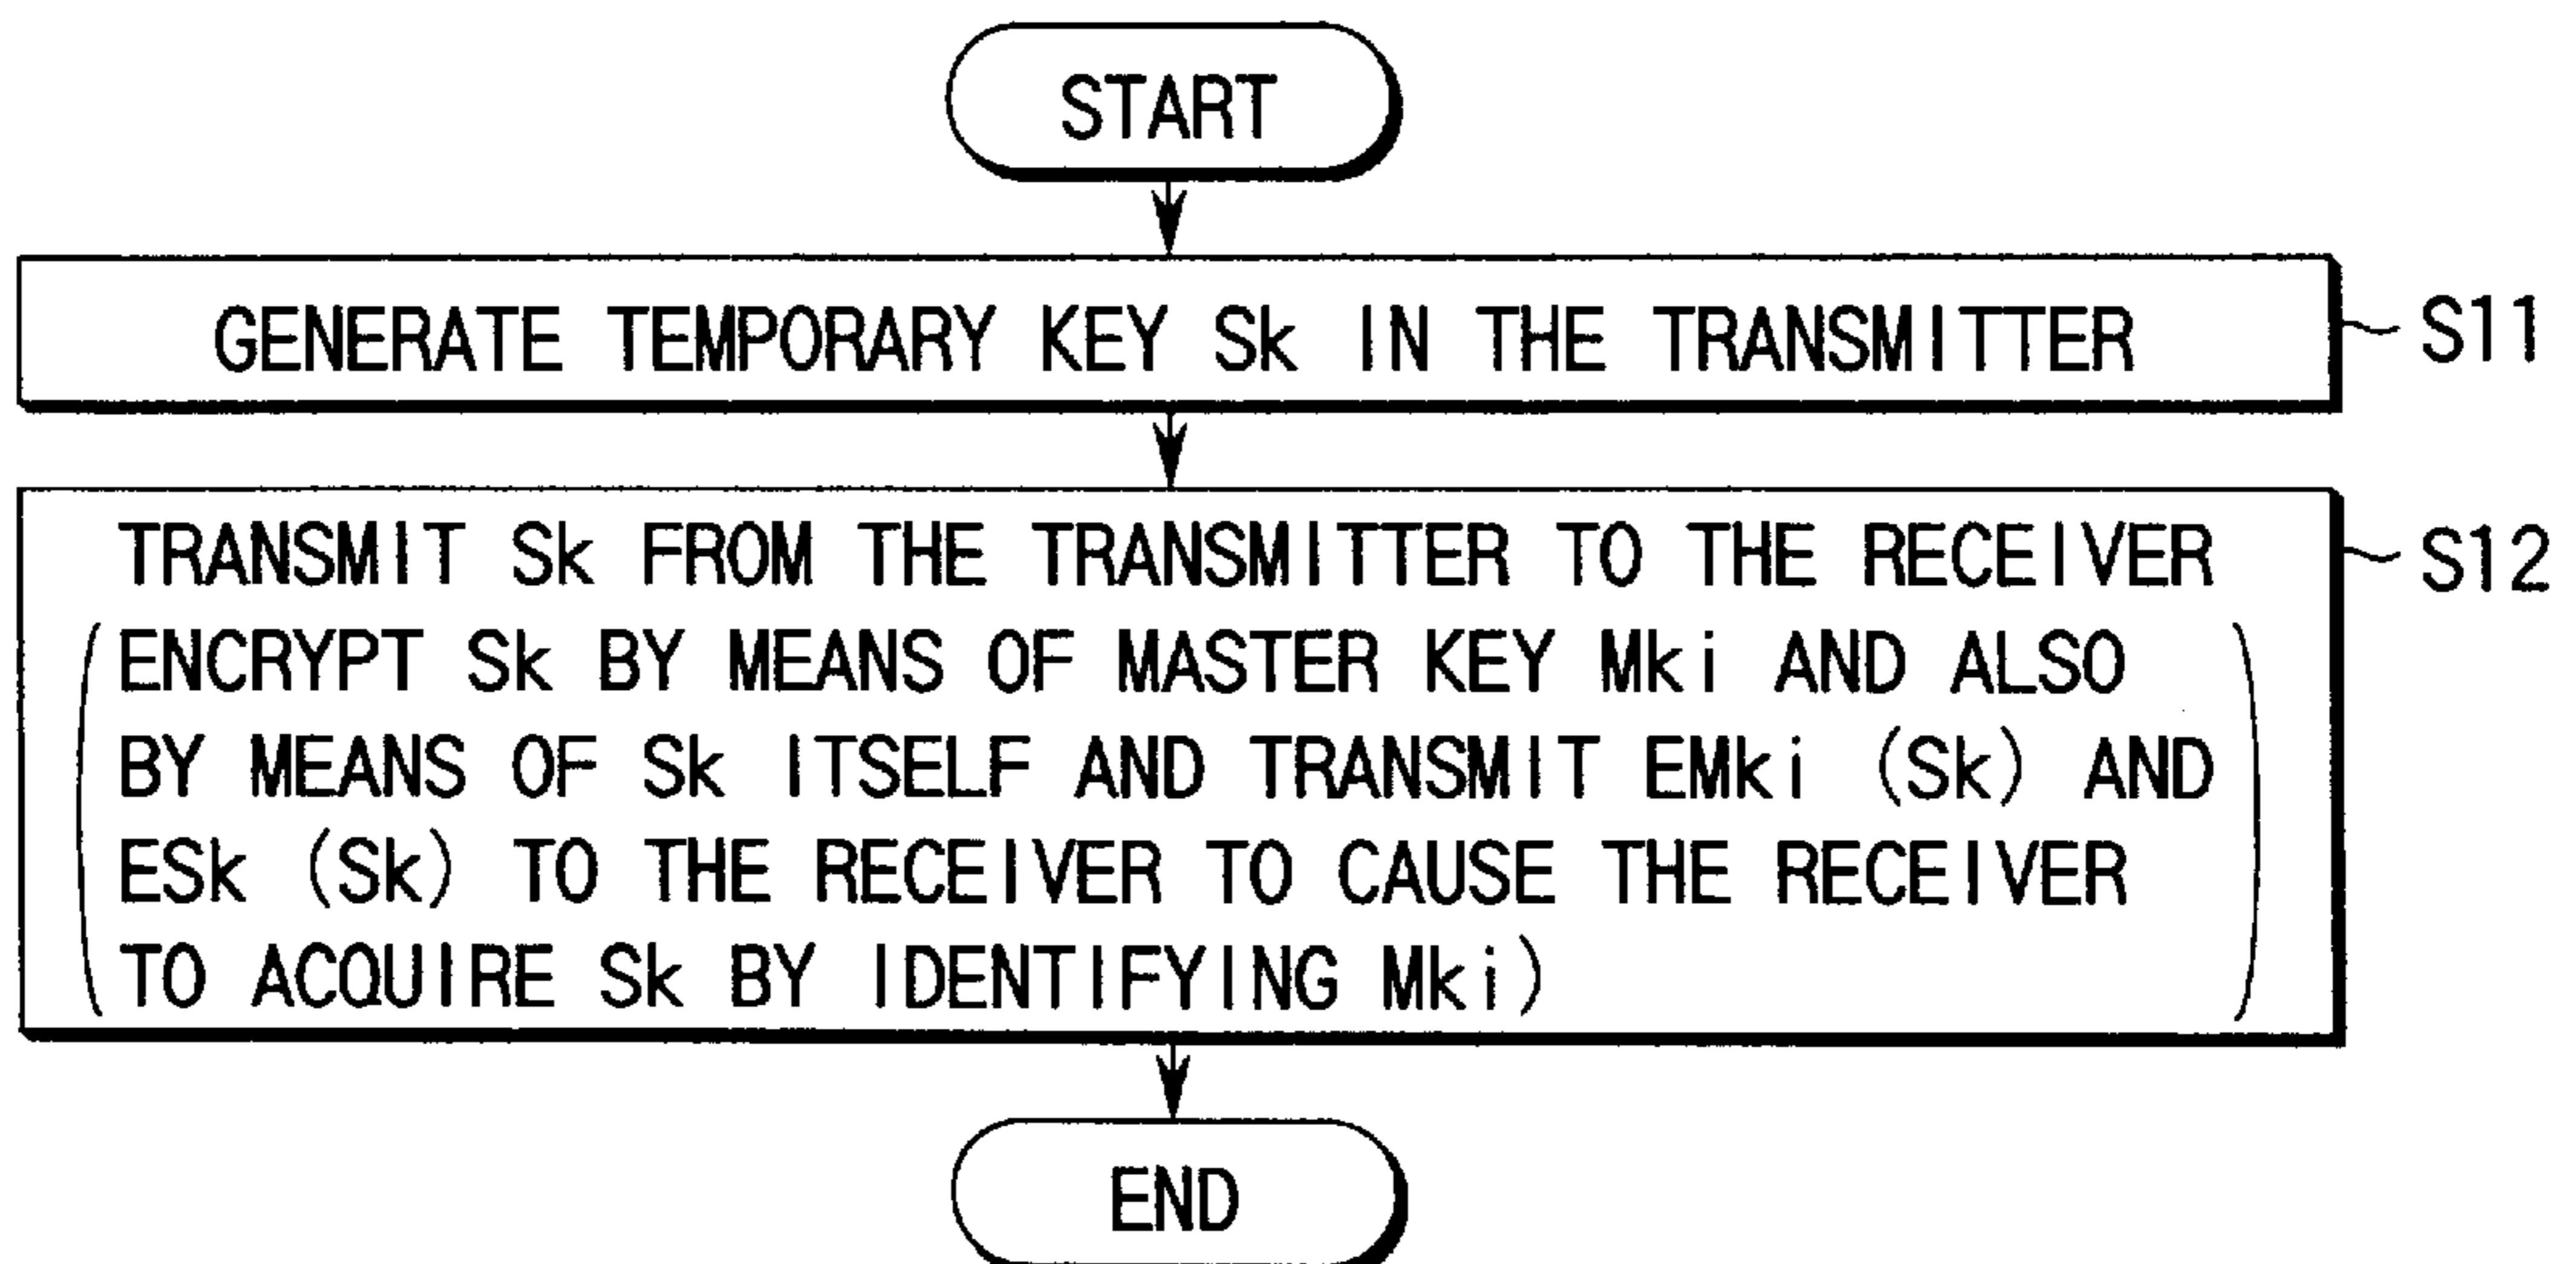 START
GENERATE TEMPORARY KEY Sk IN THE TRANSMITTER
S11
TRANSMIT Sk FROM THE TRANSMITTER TO THE RECEIVER
S12
(ENCRYPT Sk BY MEANS OF MASTER KEY Mki AND ALSO
BY MEANS OF Sk ITSELF AND TRANSMIT EMki (Sk) AND
ESk (Sk) TO THE RECEIVER TO CAUSE THE RECEIVER
TO ACQUIRE Sk BY IDENTIFYING Mki))
END